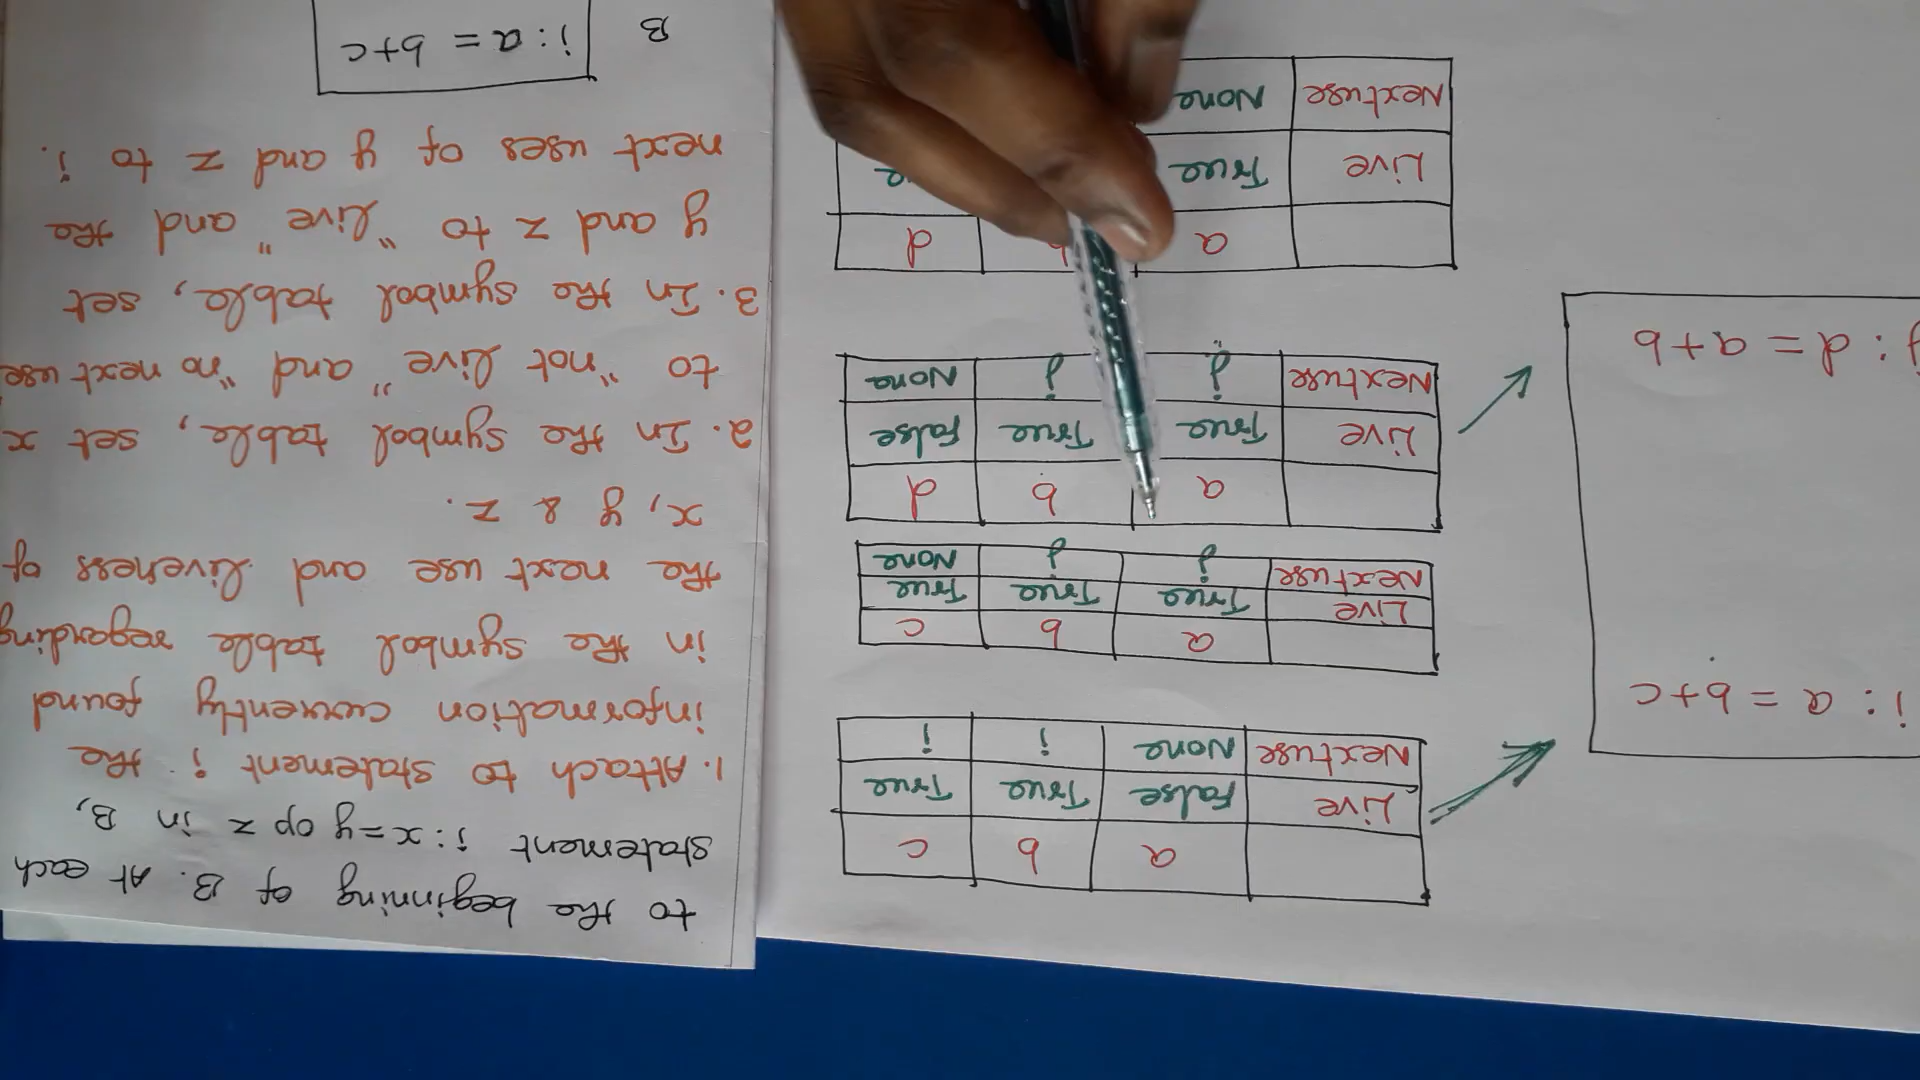 i : a = b+c
j : d = a+b
a b c
Live False True True
Nextuse None i i
a b c
Live True True True
Nextuse j j None
a b d
Live True True False
Nextuse j j None
a d
Live True
Nextuse None
to the beginning of B. At each
statement i : x=y op z in B,
1. Attach to statement i the
information currently found
in the symbol table regarding
the next use and liveness of
x, y & z.
2. In the symbol table, set x
to "not live" and "no next use
3. In the symbol table, set
y and z to "live" and the
next uses of y and z to i.
B i : a = b+c